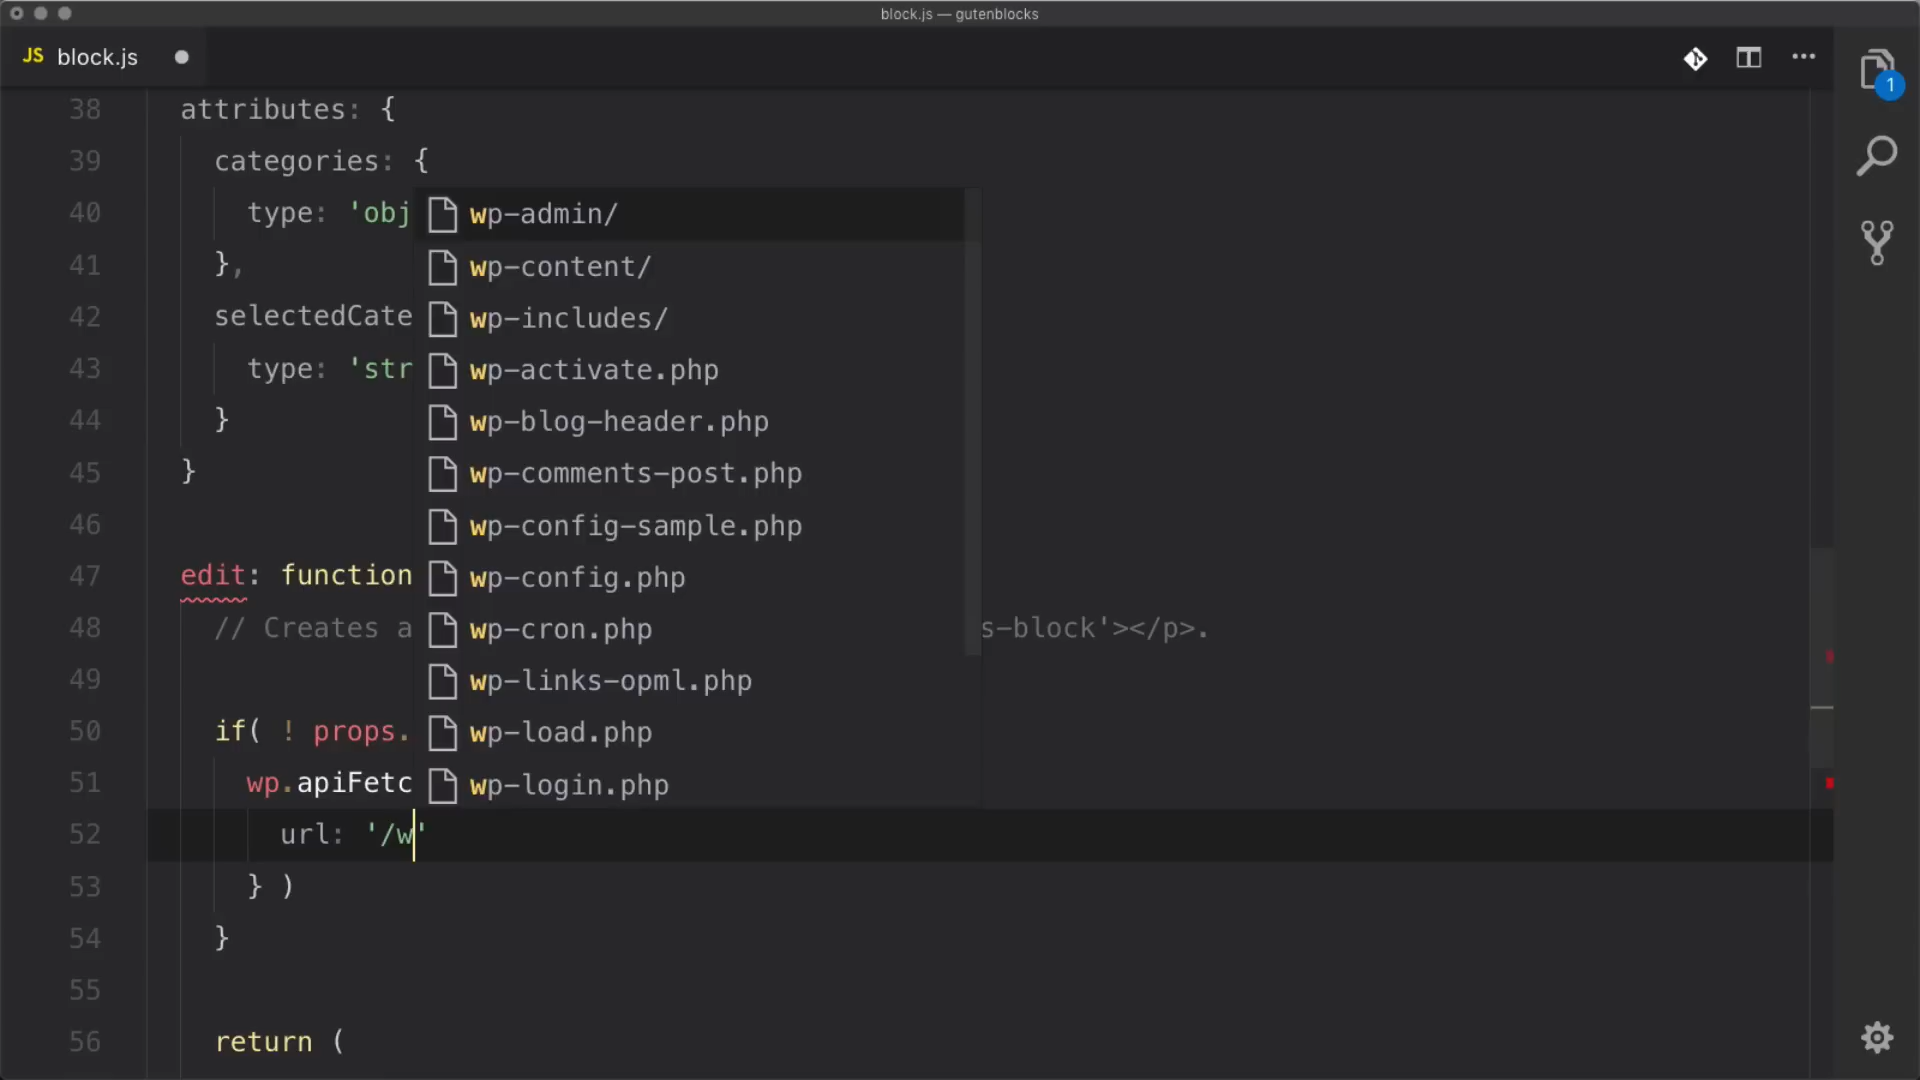 block.js — gutenblocks
JS block.js
1
38 attributes: {
39 categories: {
40 type: 'obj
wp-admin/
41 },
wp-content/
42 selectedCate
wp-includes/
43 type: 'str
wp-activate.php
44 }
wp-blog-header.php
45 }
wp-comments-post.php
46
wp-config-sample.php
47 edit: function
wp-config.php
48 // Creates a
wp-cron.php
s-block'></p>.
49
wp-links-opml.php
50 if( ! props.
wp-load.php
51 wp.apiFetc
wp-login.php
52 url: '/w'
53 } )
54 }
55
56 return (